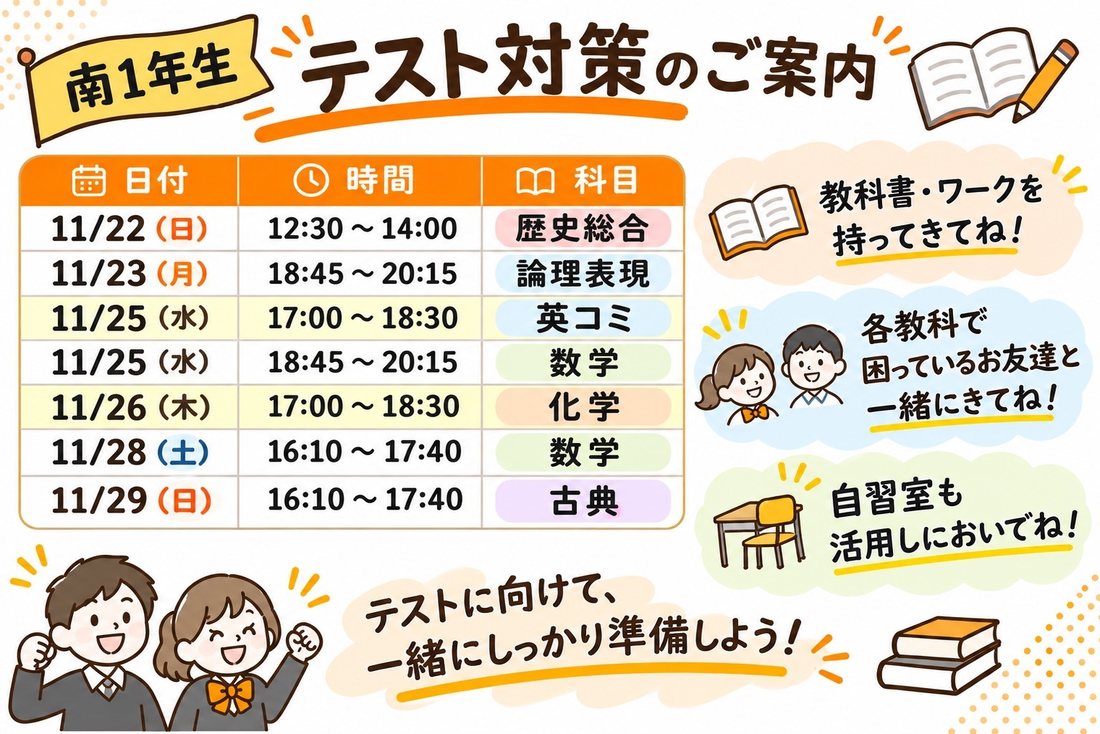 南1年生
テスト対策のご案内
日付 時間 科目
11/22(日) 12:30～14:00 歴史総合
11/23(月) 18:45～20:15 論理表現
11/25(水) 17:00～18:30 英コミ
11/25(水) 18:45～20:15 数学
11/26(木) 17:00～18:30 化学
11/28(土) 16:10～17:40 数学
11/29(日) 16:10～17:40 古典
教科書・ワークを
持ってきてね！
各教科で
困っているお友達と
一緒にきてね！
自習室も
活用しにおいでね！
テストに向けて、
一緒にしっかり準備しよう！